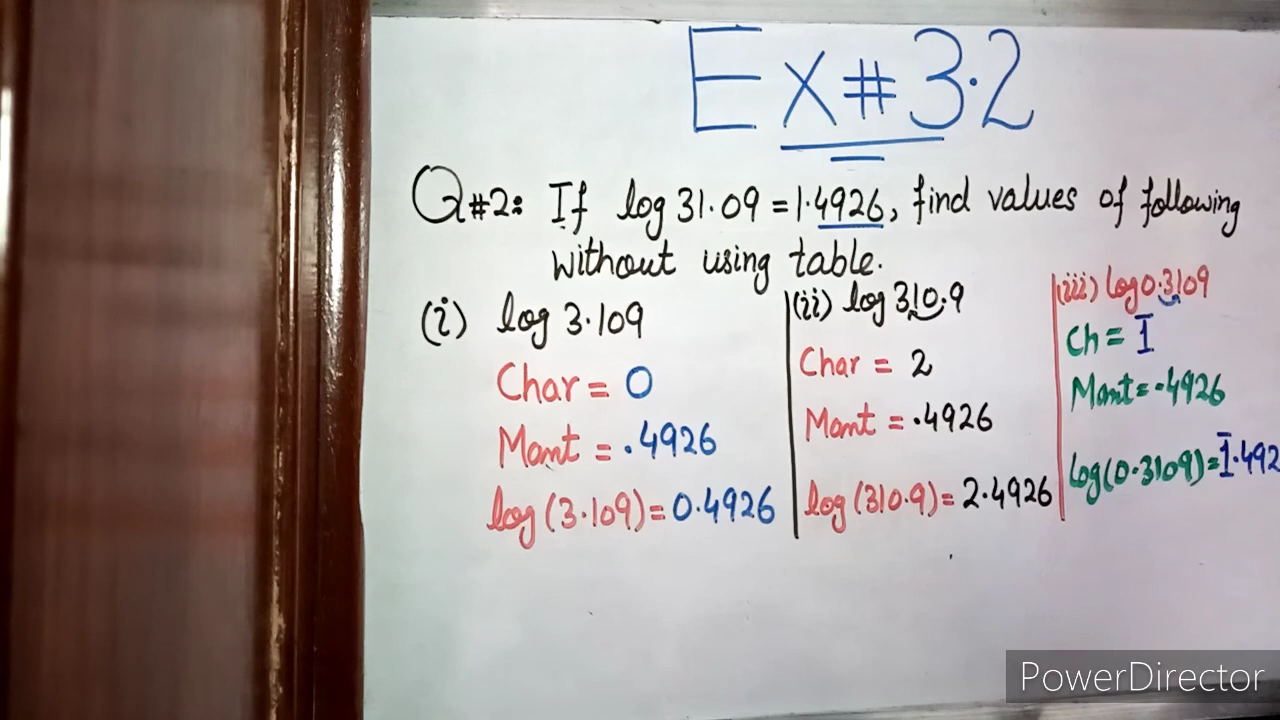 Ex#3.2
Q#2: If log 31.09 = 1.4926, find values of following
without using table.
(i) log 3.109
Char = 0
Mant = .4926
log (3.109) = 0.4926
(ii) log 310.9
Char = 2
Mant = .4926
log (310.9) = 2.4926
(iii) log 0.3109
Ch = 1̅
Mant = .4926
log(0.3109) = 1̅.492
PowerDirector